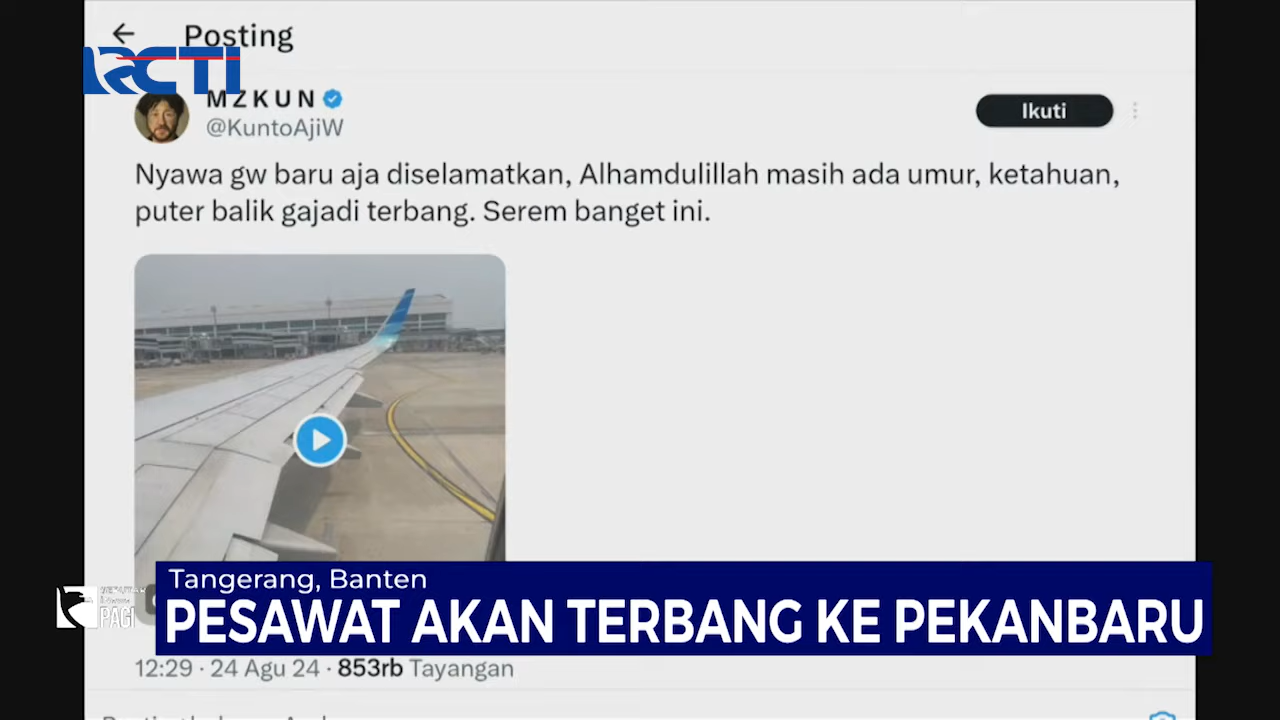 Posting
RCTI
MZKUN
@KuntoAjiW
Ikuti
Nyawa gw baru aja diselamatkan, Alhamdulillah masih ada umur, ketahuan,
puter balik gajadi terbang. Serem banget ini.
Tangerang, Banten
PESAWAT AKAN TERBANG KE PEKANBARU
PAGI
12:29 · 24 Agu 24 · 853rb Tayangan